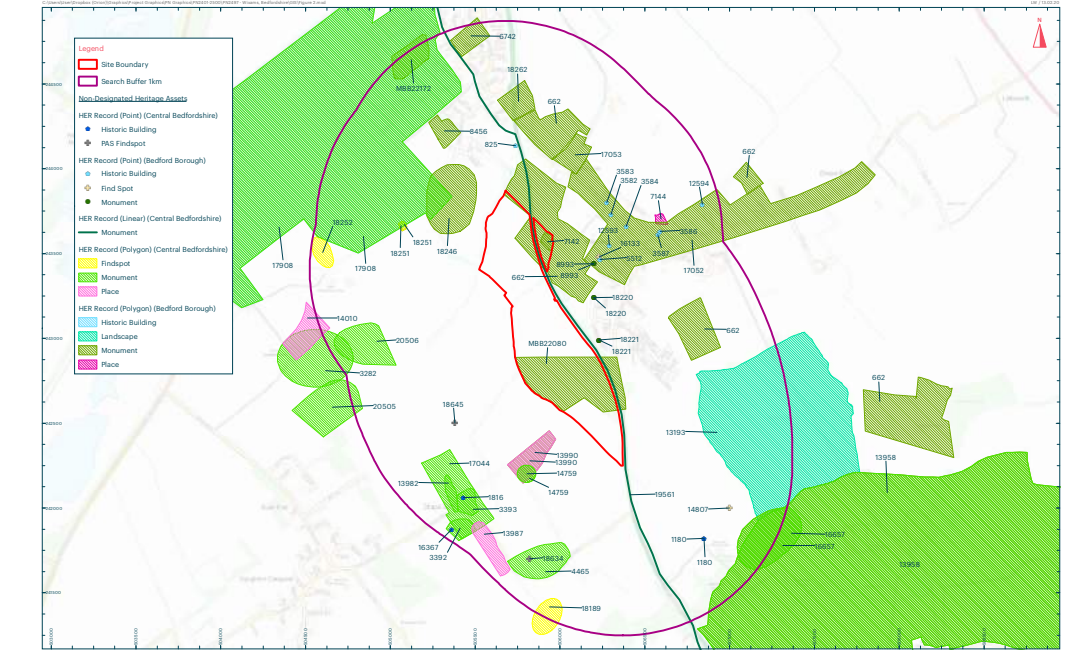 N
Legend
Site Boundary
Search Buffer 1km
Non-Designated Heritage Assets
HER Record (Point) (Central Bedfordshire)
Historic Building
PAS Findspot
HER Record (Point) (Bedford Borough)
Historic Building
Find Spot
Monument
HER Record (Linear) (Central Bedfordshire)
Monument
HER Record (Polygon) (Central Bedfordshire)
Findspot
Monument
Place
HER Record (Polygon) (Bedford Borough)
Historic Building
Landscape
Monument
Place
6742
18262
MBB22172
662
8456
825
17053
662
3583
3582
3584
12594
7144
18252
18251
18251
18246
17908
17908
12593
16133
3586
7142
5512
3587
8993
8993
17052
662
18220
18220
14010
662
20506
18221
MBB22080
18221
3282
662
20505
18645
13193
13990
13990
17044
13958
14759
13982
14759
1816
19561
3393
14807
13987
16657
16367
1180
16657
3392
18634
1180
13958
4465
18189